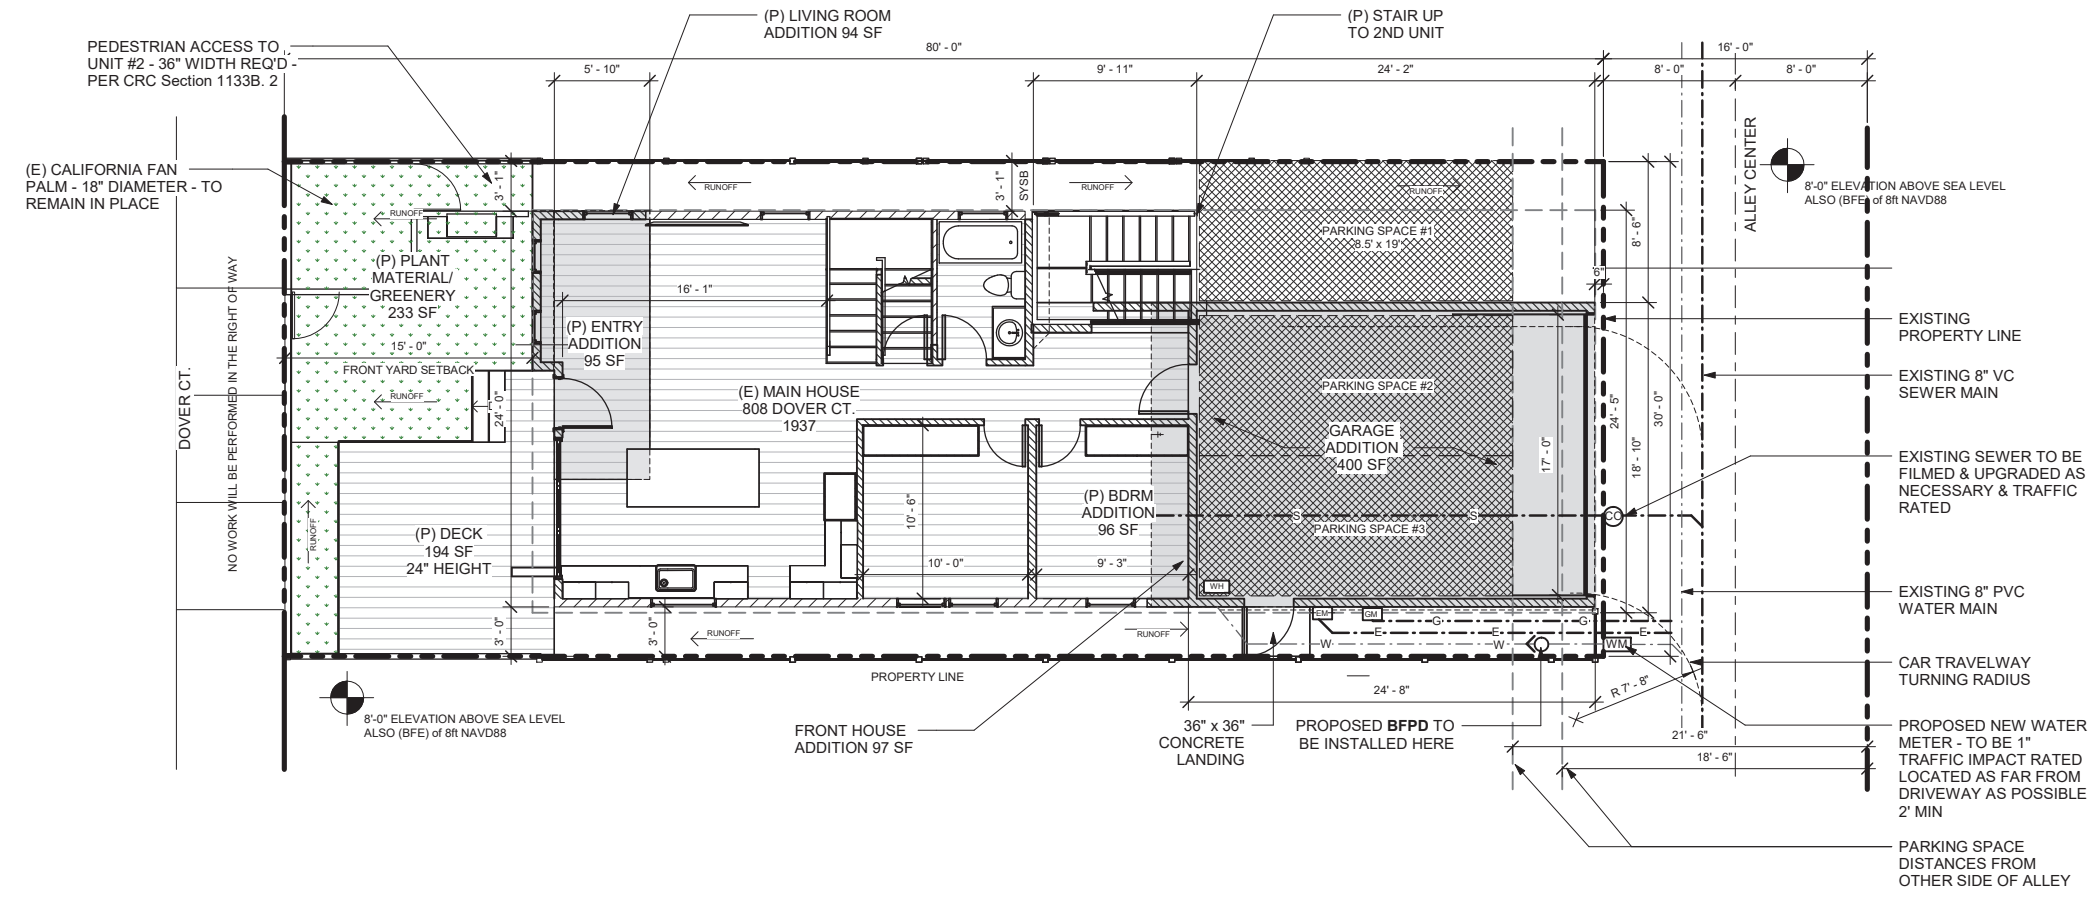 (P) LIVING ROOM
ADDITION 94 SF
(P) STAIR UP
TO 2ND UNIT
PEDESTRIAN ACCESS TO
UNIT #2 - 36" WIDTH REQ'D -
PER CRC Section 1133B. 2
80' - 0"
16' - 0"
5' - 10"
9' - 11"
24' - 2"
8' - 0"
8' - 0"
(E) CALIFORNIA FAN
PALM - 18" DIAMETER - TO
REMAIN IN PLACE
3' - 1"
RUNOFF
3' - 1"
SYSB
RUNOFF
RUNOFF
ALLEY CENTER
8'-0" ELEVATION ABOVE SEA LEVEL
ALSO (BFE) of 8ft NAVD88
RUNOFF
PARKING SPACE #1
8.5' x 19'
8' - 6"
6"
(P) PLANT
MATERIAL/
GREENERY
233 SF
16' - 1"
(P) ENTRY
ADDITION
95 SF
15' - 0"
FRONT YARD SETBACK
EXISTING
PROPERTY LINE
DOVER CT.
NO WORK WILL BE PERFORMED IN THE RIGHT OF WAY
RUNOFF
24' - 0"
(E) MAIN HOUSE
808 DOVER CT.
1937
PARKING SPACE #2
GARAGE
ADDITION
400 SF
17' - 0"
24' - 5"
18' - 10"
30' - 0"
EXISTING 8" VC
SEWER MAIN
EXISTING SEWER TO BE
FILMED & UPGRADED AS
NECESSARY & TRAFFIC
RATED
RUNOFF
(P) DECK
194 SF
24" HEIGHT
10' - 6"
(P) BDRM
ADDITION
96 SF
S
S
CO
PARKING SPACE #3
10' - 0"
9' - 3"
WH
EXISTING 8" PVC
WATER MAIN
3' - 0"
3' - 0"
RUNOFF
RUNOFF
EM
GM
G
G
E
E
E
W
W
WM
PROPERTY LINE
24' - 8"
R 7' - 8"
CAR TRAVELWAY
TURNING RADIUS
8'-0" ELEVATION ABOVE SEA LEVEL
ALSO (BFE) of 8ft NAVD88
FRONT HOUSE
ADDITION 97 SF
36" x 36"
CONCRETE
LANDING
PROPOSED BFPD TO
BE INSTALLED HERE
21' - 6"
18' - 6"
PROPOSED NEW WATER
METER - TO BE 1"
TRAFFIC IMPACT RATED
LOCATED AS FAR FROM
DRIVEWAY AS POSSIBLE
2' MIN
PARKING SPACE
DISTANCES FROM
OTHER SIDE OF ALLEY